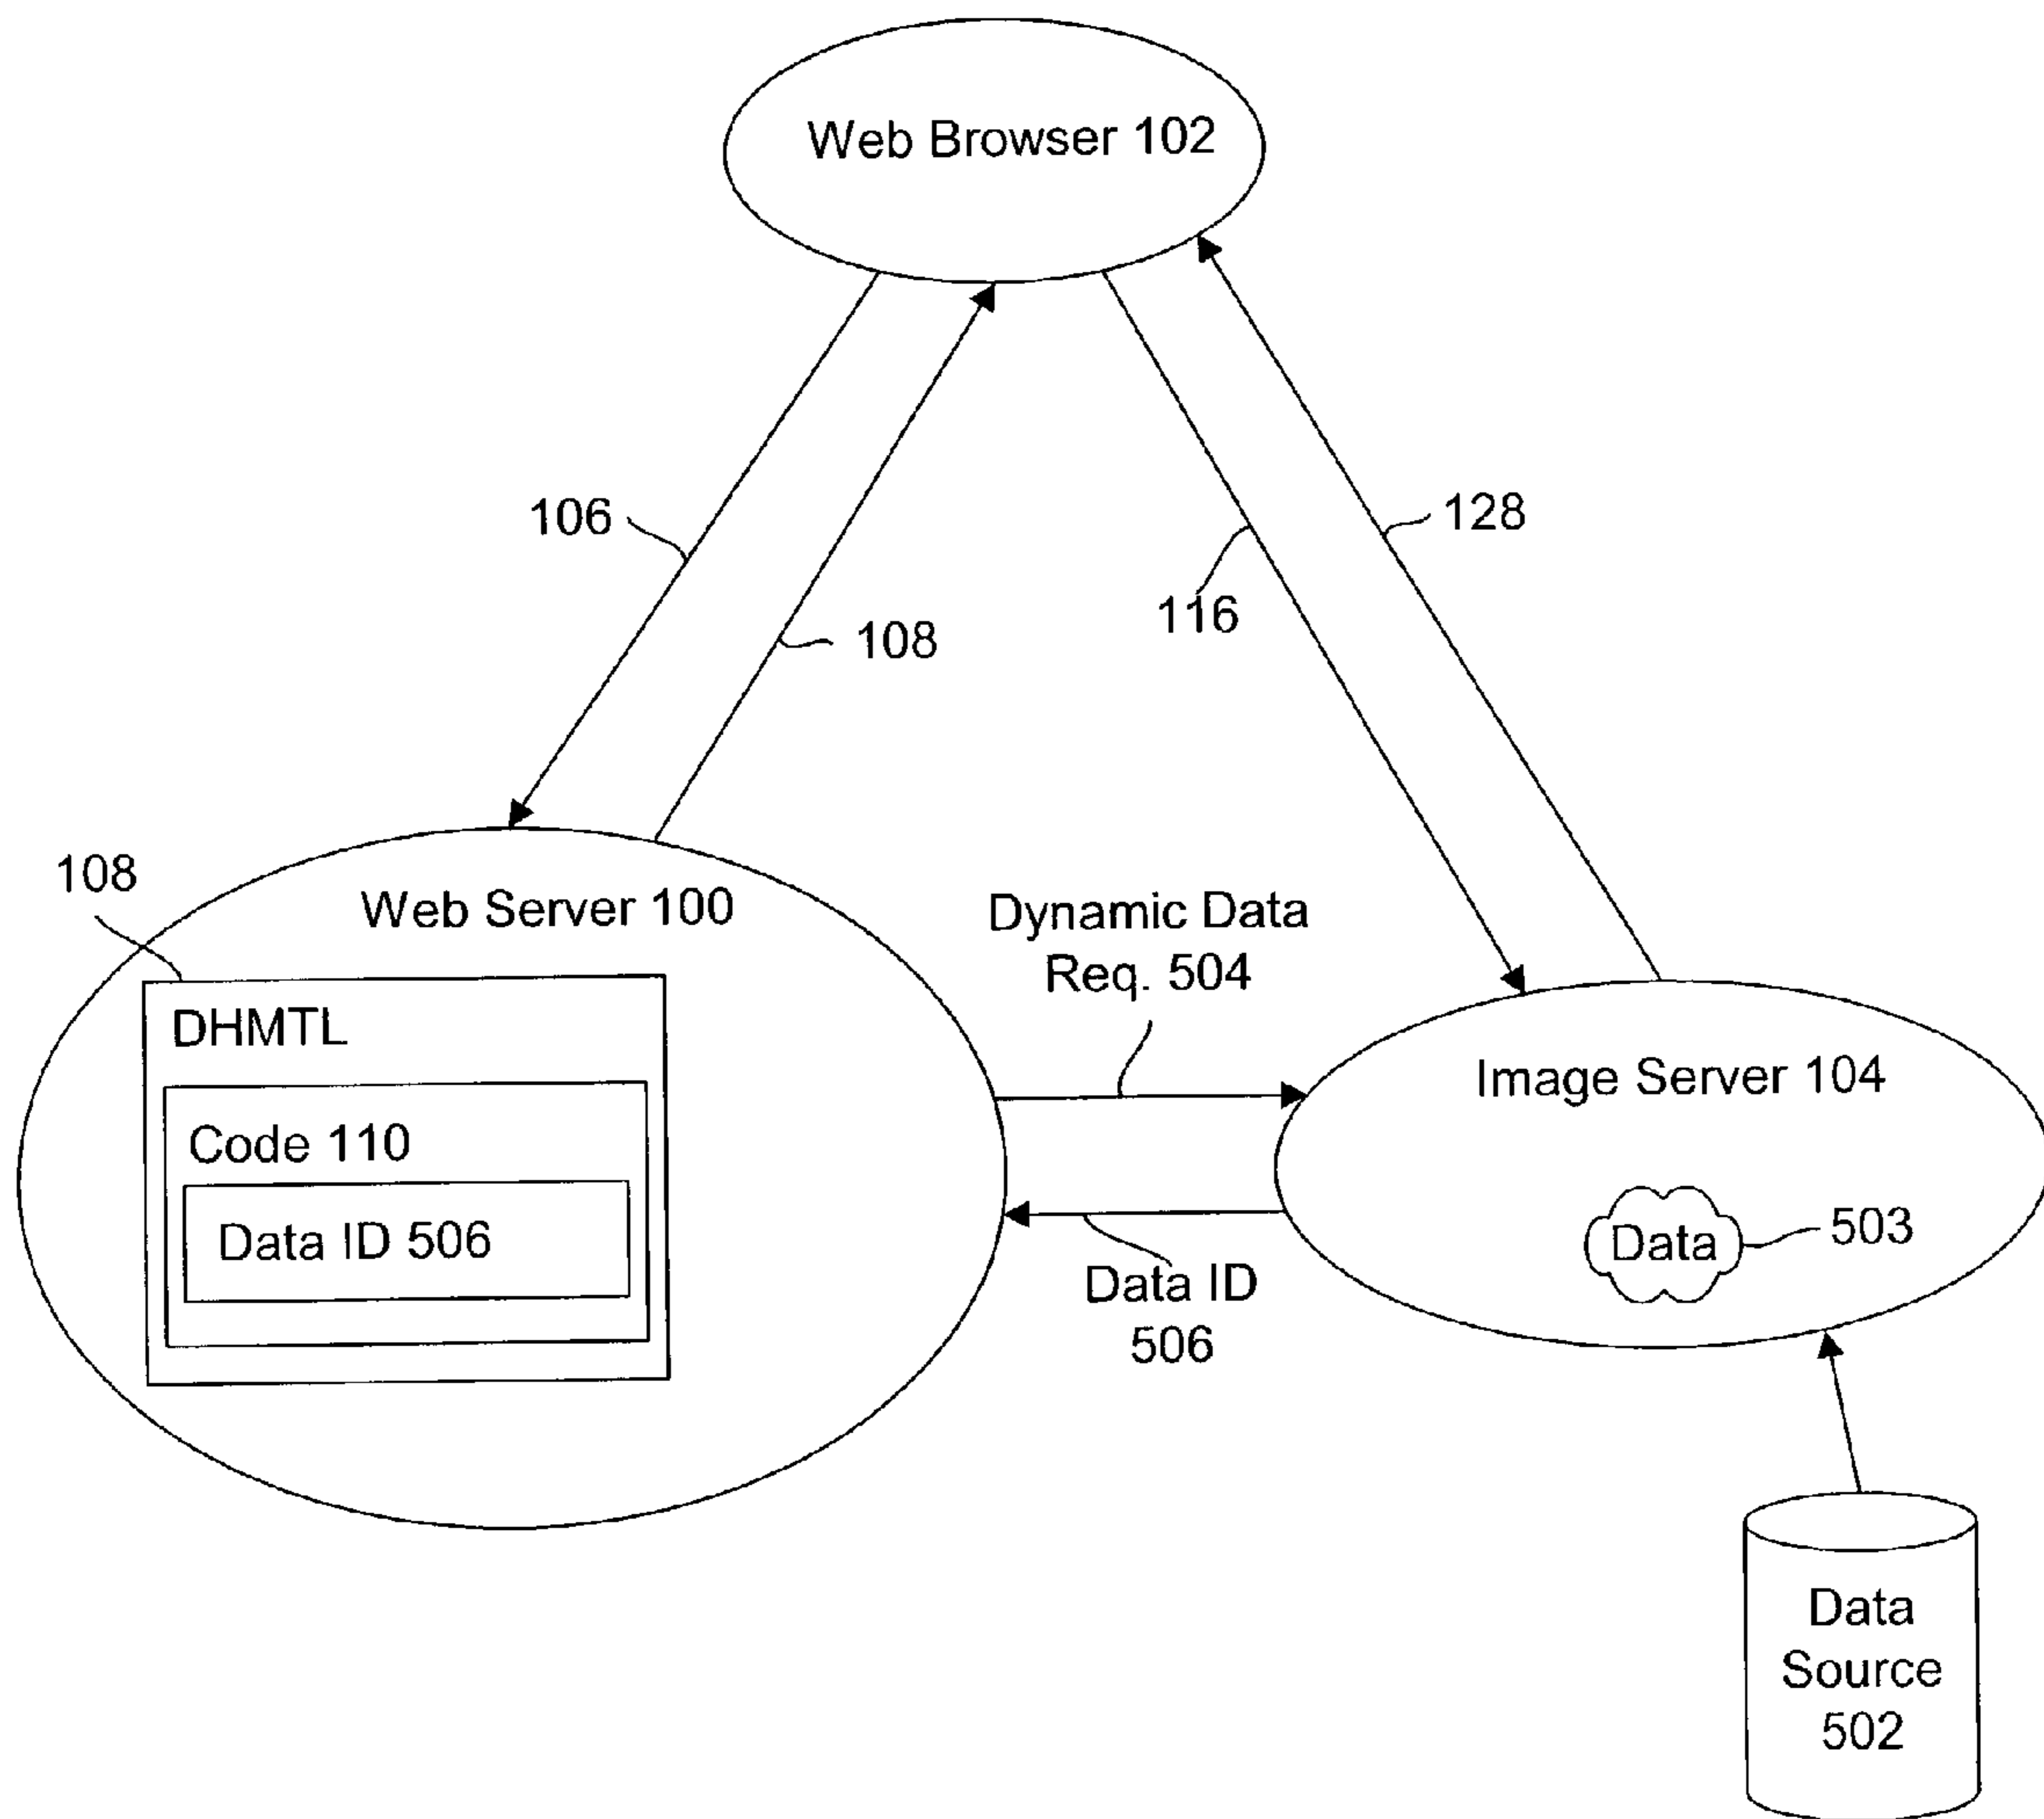 Web Browser 102
106
128
116
108
108
Web Server 100
Dynamic Data
Req. 504
DHMTL
Image Server 104
Code 110
Data ID 506
Data
503
Data ID
506
Data
Source
502